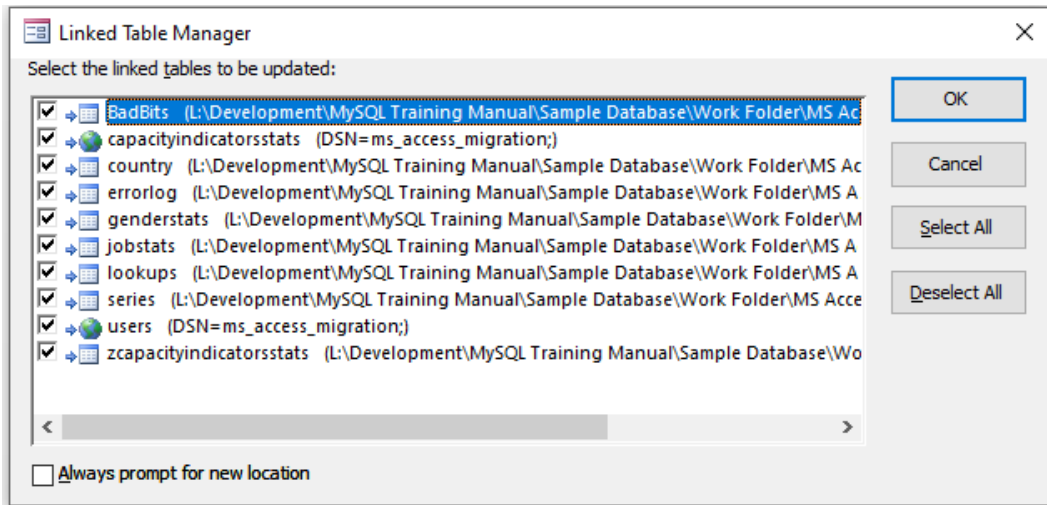 Linked Table Manager
Select the linked tables to be updated:
BadBits (L:\Development\MySQL Training Manual\Sample Database\Work Folder\MS Ac
capacityindicatorsstats (DSN=ms_access_migration;)
country (L:\Development\MySQL Training Manual\Sample Database\Work Folder\MS Ac
errorlog (L:\Development\MySQL Training Manual\Sample Database\Work Folder\MS A
genderstats (L:\Development\MySQL Training Manual\Sample Database\Work Folder\M
jobstats (L:\Development\MySQL Training Manual\Sample Database\Work Folder\MS A
lookups (L:\Development\MySQL Training Manual\Sample Database\Work Folder\MS A
series (L:\Development\MySQL Training Manual\Sample Database\Work Folder\MS Acce
users (DSN=ms_access_migration;)
zcapacityindicatorsstats (L:\Development\MySQL Training Manual\Sample Database\Wo
Always prompt for new location
OK
Cancel
Select All
Deselect All